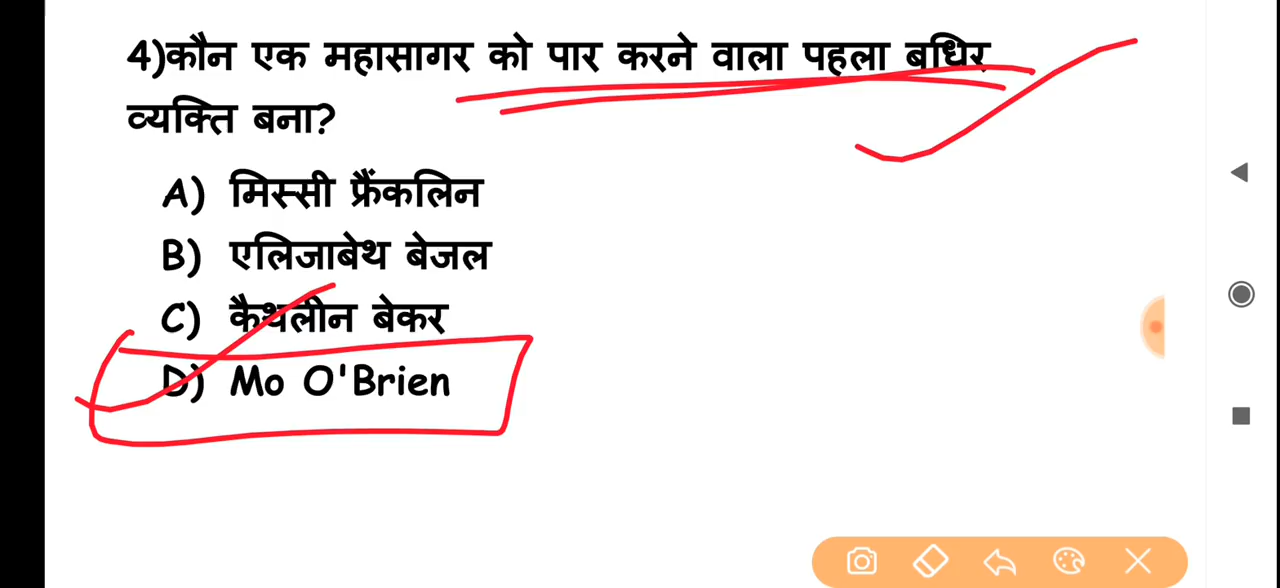 4)कौन एक महासागर को पार करने वाला पहला बधिर
व्यक्ति बना?
A) मिस्सी फ्रैंकलिन
B) एलिजाबेथ बेजल
C) कैथलीन बेकर
D) Mo O'Brien